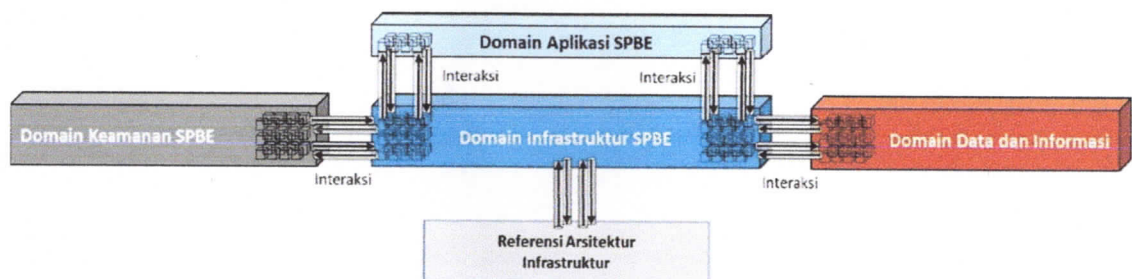 Domain Aplikasi SPBE
Interaksi
Interaksi
Domain Keamanan SPBE
Domain Infrastruktur SPBE
Domain Data dan Informasi
Interaksi
Interaksi
Referensi Arsitektur
Infrastruktur